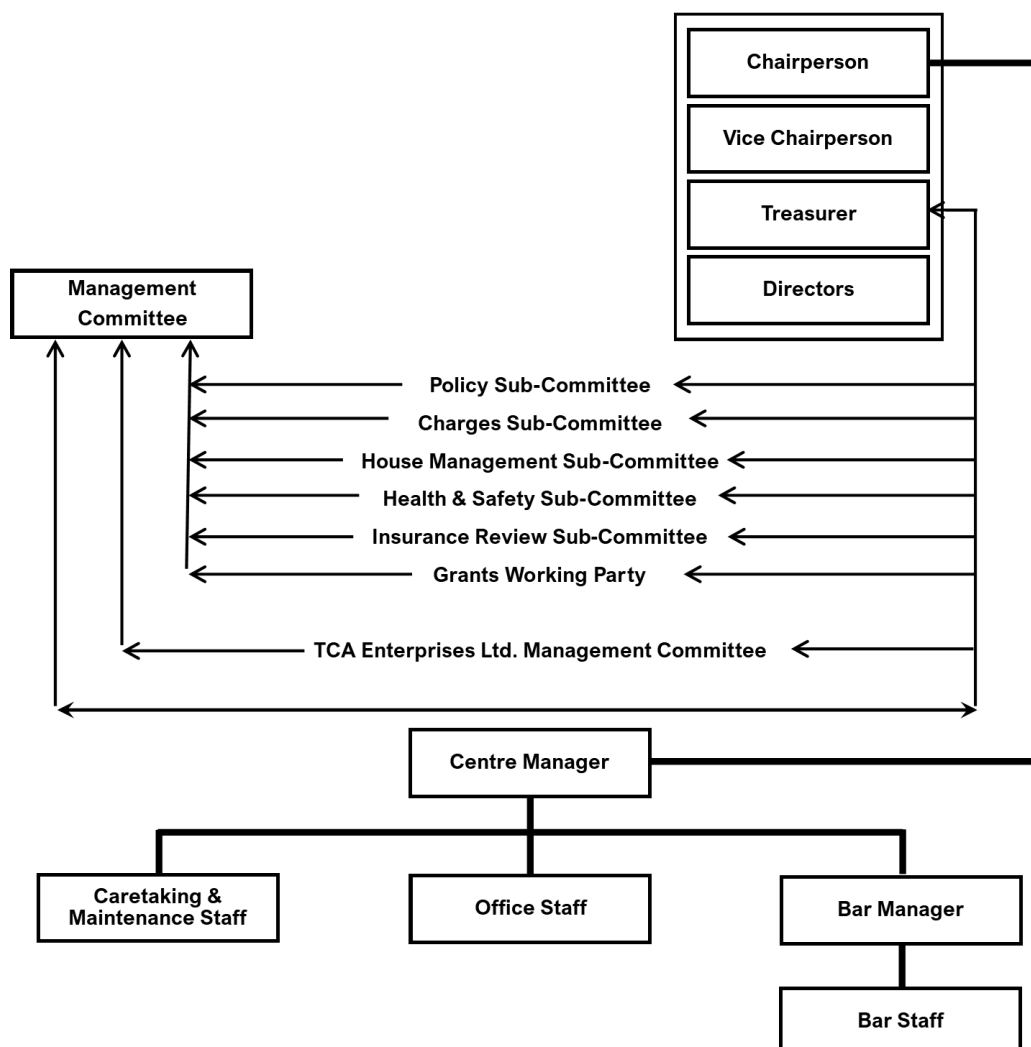 Chairperson
Vice Chairperson
Treasurer
Directors
Management
Committee
Policy Sub-Committee
Charges Sub-Committee
House Management Sub-Committee
Health & Safety Sub-Committee
Insurance Review Sub-Committee
Grants Working Party
TCA Enterprises Ltd. Management Committee
Centre Manager
Caretaking &
Maintenance Staff
Office Staff
Bar Manager
Bar Staff